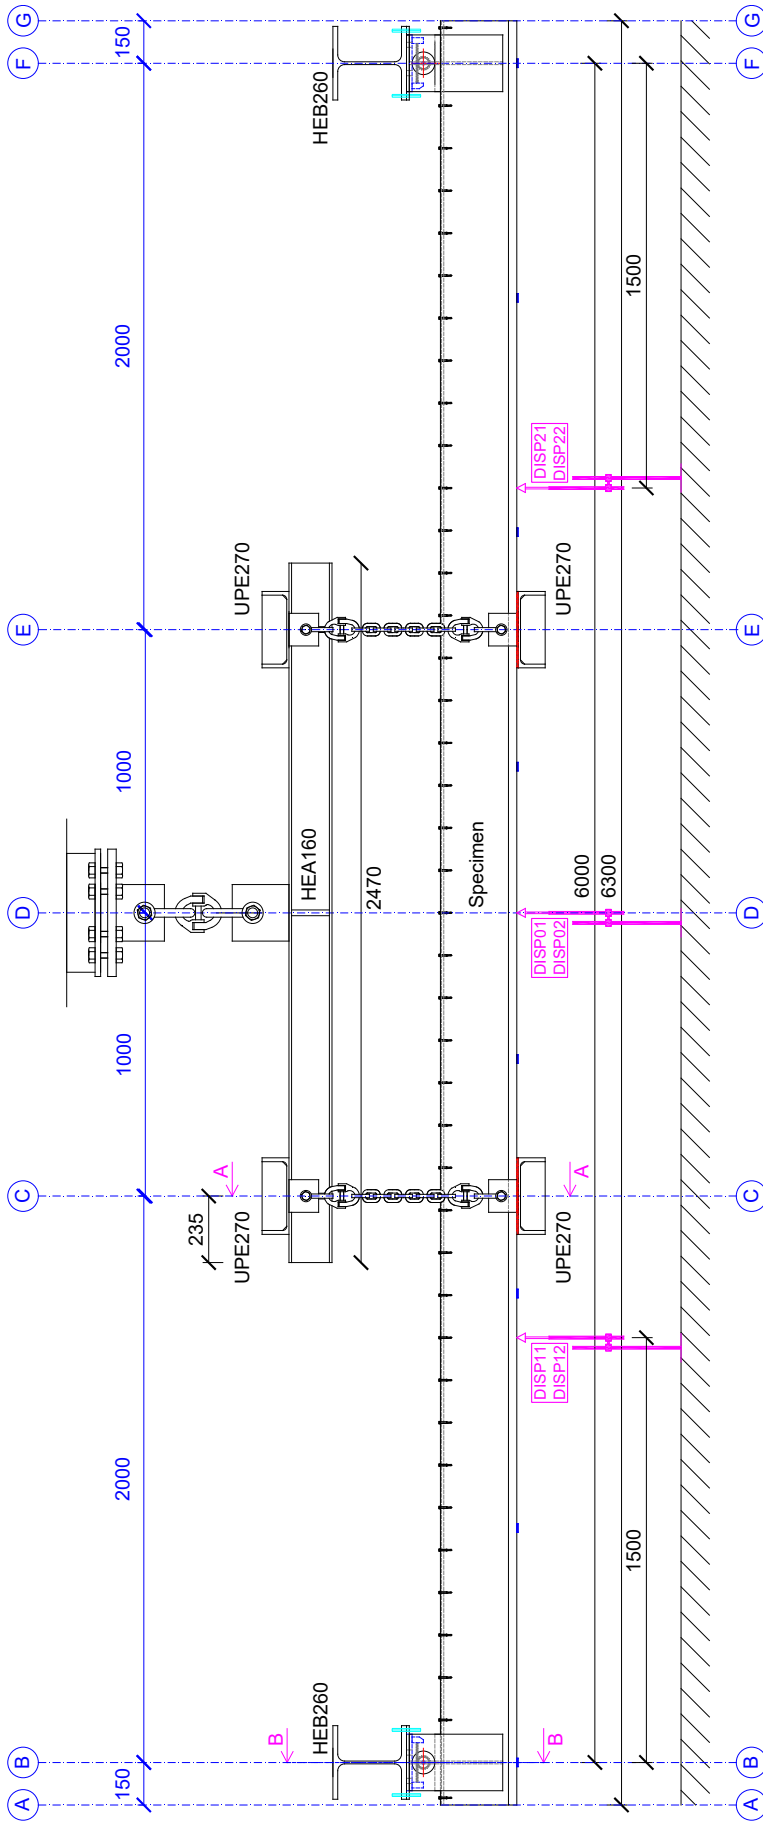 A
B
C
D
E
F
G
150
2000
1000
1000
2000
150
235
UPE270
UPE270
HEA160
2470
HEB260
HEB260
B
A
Specimen
B
A
UPE270
UPE270
DISP11
DISP12
DISP01
DISP02
DISP21
DISP22
6000
6300
1500
1500
A
B
C
D
E
F
G